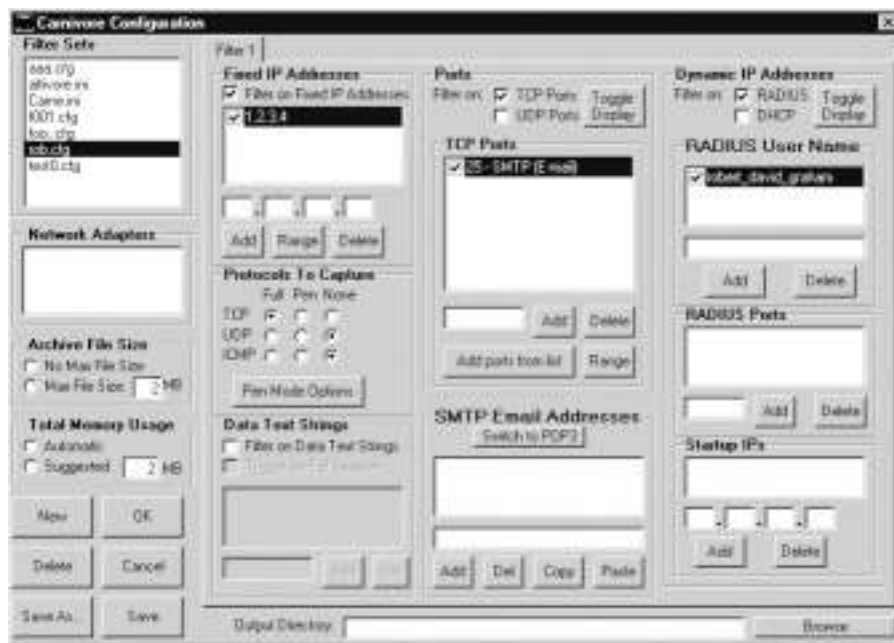 Carnivore Configuration
Filter Sets
Carne.ini
foo.cfg
rob.cfg
Network Adapters
Archive File Size
No Max File Size
Max File Size: 2 MB
Total Memory Usage
Automatic
Suggested 2 MB
New
OK
Delete
Cancel
Save As
Save
Filter 1
Fixed IP Addresses
Filter on Fixed IP Addresses
1.2.3.4
Add
Range
Delete
Protocols To Capture
Full Pen None
TCP
UDP
ICMP
Pen Mode Options
Data Text Strings
Filter on Data Text Strings
Ports
Filter on: TCP Ports
UDP Ports
Toggle Display
TCP Ports
25 - SMTP (E mail)
Add
Delete
Add ports from list
Range
SMTP Email Addresses
Switch to POP3
Add
Del
Copy
Paste
Dynamic IP Addresses
Filter on: RADIUS
DHCP
Toggle Display
RADIUS User Name
robert_david_graham
Add
Delete
RADIUS Ports
Add
Delete
Startup IPs
Add
Delete
Output Directory
Browse